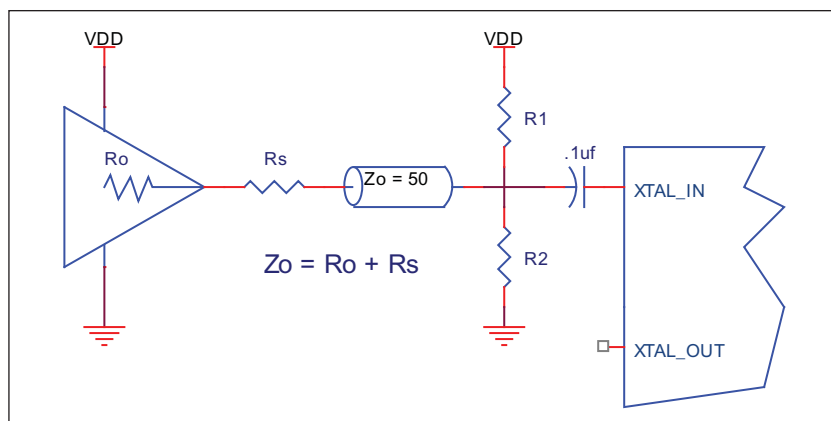 VDD
VDD
R1
Ro
Rs
.1uf
Zo = 50
XTAL_IN
Zo = Ro + Rs
R2
XTAL_OUT